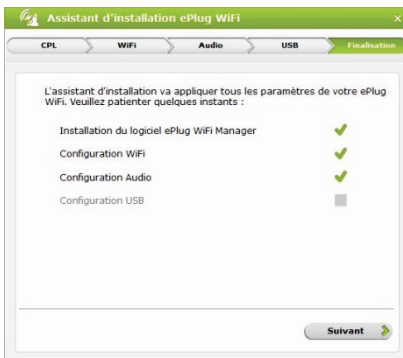 Assistant d'installation ePlug WiFi
CPL WiFi Audio USB Finalisation
L'assistant d'installation va appliquer tous les paramètres de votre ePlug
WiFi. Veuillez patienter quelques instants :
Installation du logiciel ePlug WiFi Manager
Configuration WiFi
Configuration Audio
Configuration USB
Suivant